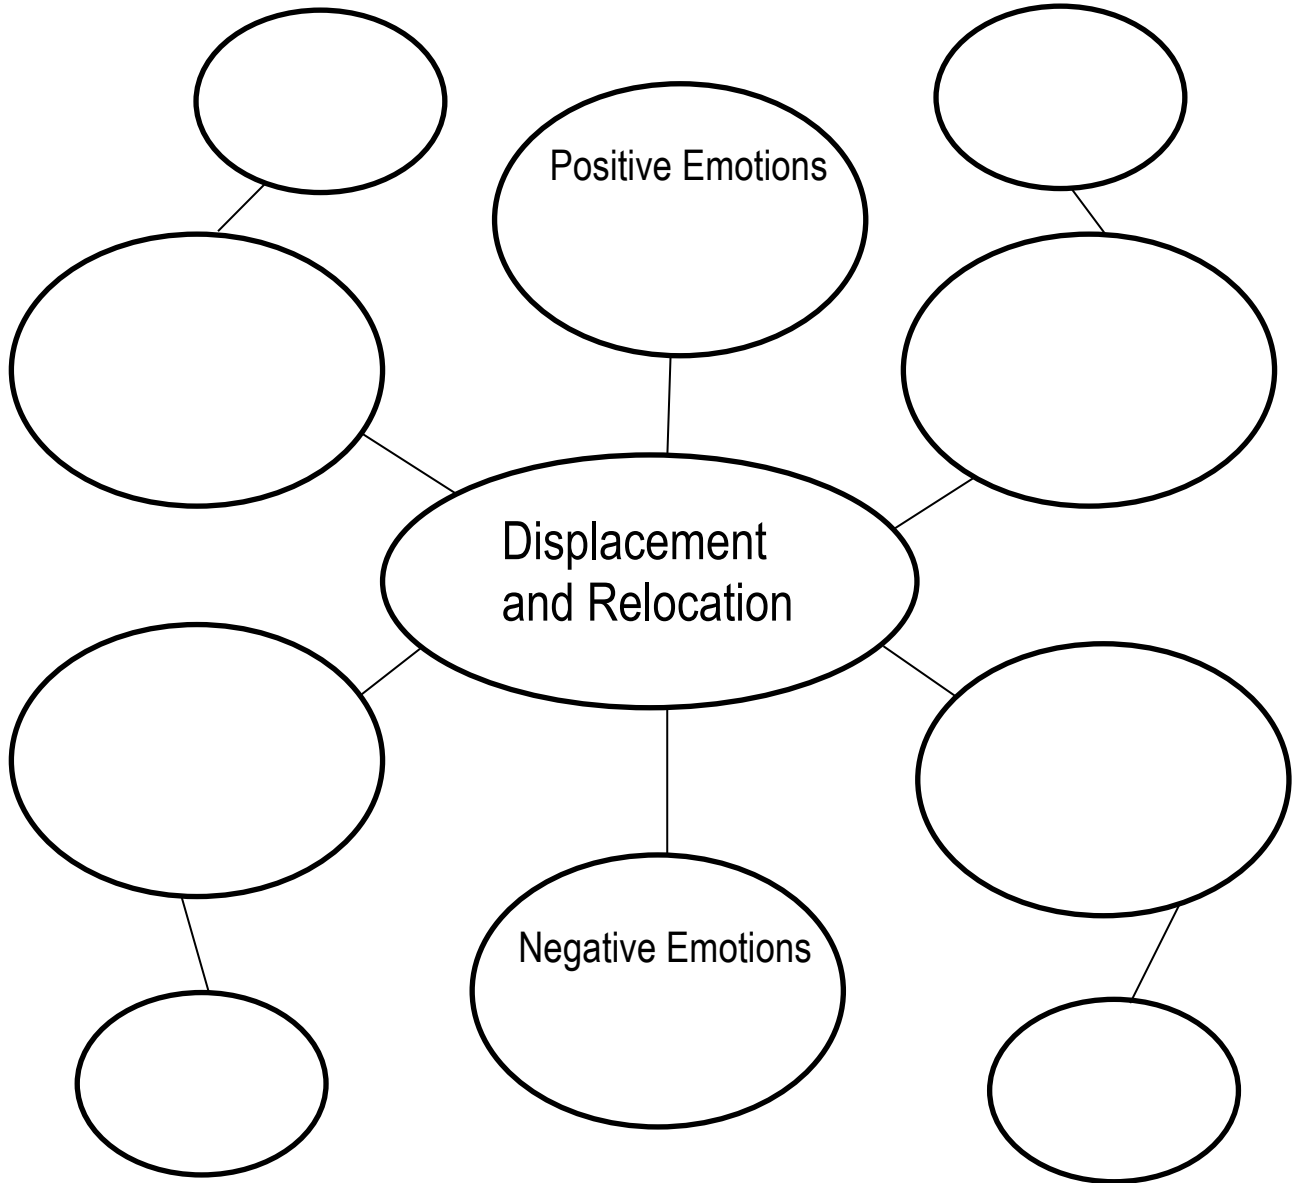 Positive Emotions
Displacement
and Relocation
Negative Emotions